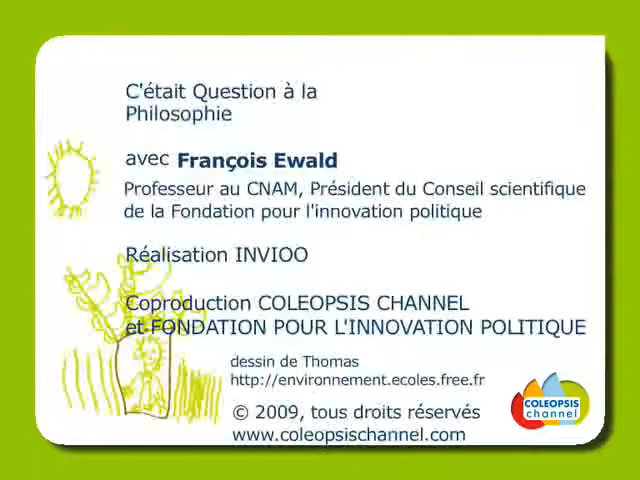 C'était Question à la
Philosophie
avec François Ewald
Professeur au CNAM, Président du Conseil scientifique
de la Fondation pour l'innovation politique
Réalisation INVIOO
Coproduction COLEOPSIS CHANNEL
et FONDATION POUR L'INNOVATION POLITIQUE
dessin de Thomas
http://environnement.ecoles.free.fr
© 2009, tous droits réservés
www.coleopsischannel.com
COLEOPSIS
channel